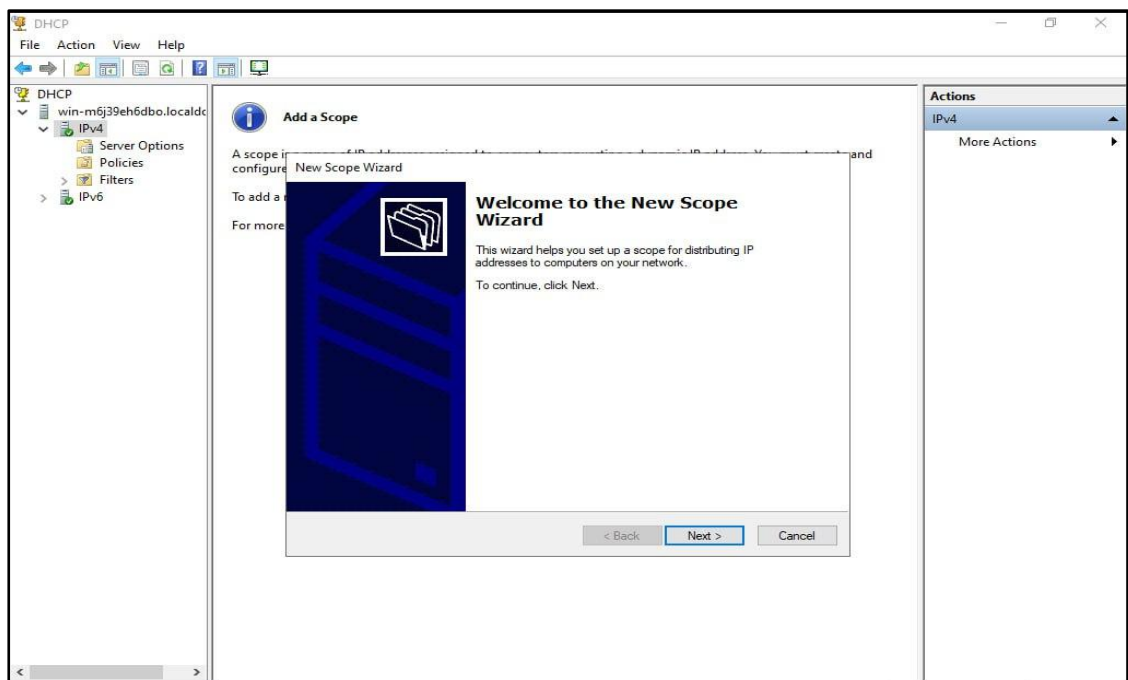 DHCP
File Action View Help
DHCP
win-m6j39eh6dbo.localdc
IPv4
Server Options
Policies
Filters
IPv6
Add a Scope
A scope i
and
configure
To add a
For more
New Scope Wizard
Welcome to the New Scope
Wizard
This wizard helps you set up a scope for distributing IP
addresses to computers on your network.
To continue, click Next.
< Back Next > Cancel
Actions
IPv4
More Actions